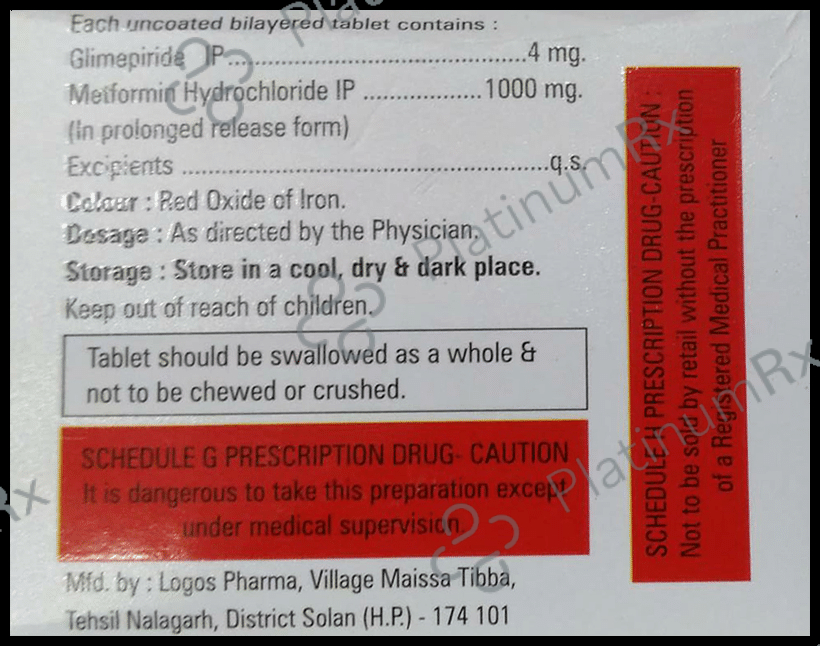 Each uncoated bilayered tablet contains :
Glimepiride IP................................................4 mg.
Metformin Hydrochloride IP ...................1000 mg.
(In prolonged release form)
Excipients ..........................................................q.s.
Colour : Red Oxide of Iron.
Dosage : As directed by the Physician.
Storage : Store in a cool, dry & dark place.
Keep out of reach of children.
Tablet should be swallowed as a whole &
not to be chewed or crushed.
SCHEDULE G PRESCRIPTION DRUG- CAUTION
It is dangerous to take this preparation except
under medical supervision.
Mfd. by : Logos Pharma, Village Maissa Tibba,
Tehsil Nalagarh, District Solan (H.P.) - 174 101
SCHEDULE H PRESCRIPTION DRUG-CAUTION :
Not to be sold by retail without the prescription
of a Registered Medical Practitioner
PlatinumRx
PlatinumRx
Rx